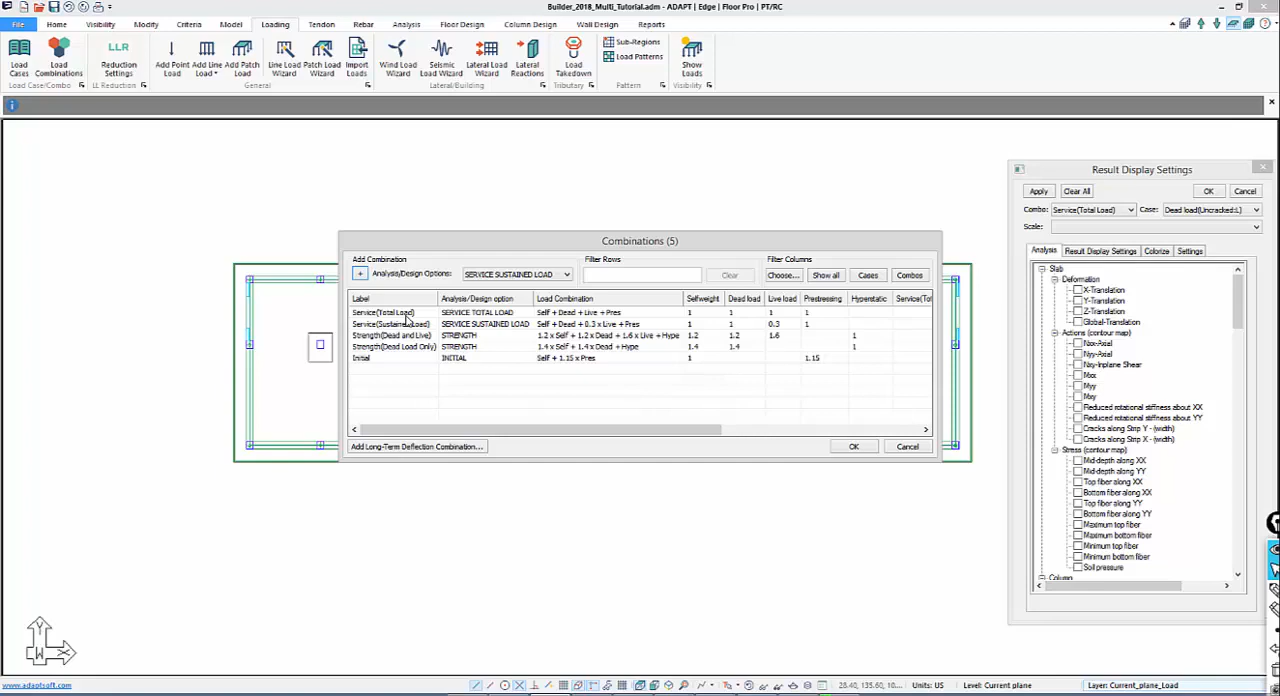 Builder_2018_Multi_Tutorial.adm - ADAPT | Edge | Floor Pro | PT/RC
File Home Visibility Modify Criteria Model Loading Tendon Rebar Analysis Floor Design Column Design Wall Design Reports
Load Cases
Load Combinations
LLR
Reduction Settings
Add Point Load
Add Line Load
Add Patch Load
Line Load Wizard
Patch Load Wizard
Import Loads
Wind Load Wizard
Seismic Load Wizard
Lateral Load Wizard
Lateral Reactions
Load Takedown
Sub-Regions
Load Patterns
Show Loads
Load Case/Combo LL Reduction General Lateral/Building Tributary Pattern Visibility
Result Display Settings
Apply Clear All OK Cancel
Combo: Service(Total Load) Case: Dead load(Uncracked:L)
Scale:
Analysis Result Display Settings Colorize Settings
Slab
Deformation
X-Translation
Y-Translation
Z-Translation
Global-Translation
Actions (contour map)
Nxx-Axial
Nyy-Axial
Nxy-Inplane Shear
Mxx
Myy
Mxy
Reduced rotational stiffness about XX
Reduced rotational stiffness about YY
Cracks along Strip Y - (width)
Cracks along Strip X - (width)
Stress (contour map)
Mid-depth along XX
Mid-depth along YY
Top fiber along XX
Bottom fiber along XX
Top fiber along YY
Bottom fiber along YY
Maximum top fiber
Maximum bottom fiber
Minimum top fiber
Minimum bottom fiber
Soil pressure
Column
Combinations (5)
Add Combination Filter Rows Filter Columns
+ Analysis/Design Options: SERVICE SUSTAINED LOAD Clear Choose... Show all Cases Combos
Label Analysis/Design option Load Combination Selfweight Dead load Live load Prestressing Hyperstatic Service(Tot
Service(Total Load) SERVICE TOTAL LOAD Self + Dead + Live + Pres 1 1 1 1
Service(Sustained Load) SERVICE SUSTAINED LOAD Self + Dead + 0.3 x Live + Pres 1 1 0.3 1
Strength(Dead and Live) STRENGTH 1.2 x Self + 1.2 x Dead + 1.6 x Live + Hype 1.2 1.2 1.6 1
Strength(Dead Load Only) STRENGTH 1.4 x Self + 1.4 x Dead + Hype 1.4 1.4 1
Initial INITIAL Self + 1.15 x Pres 1 1.15
Add Long-Term Deflection Combination... OK Cancel
Y
W X
www.adaptsoft.com 28.40, 135.60, 10... Units: US Level: Current plane Layer: Current_plane_Load